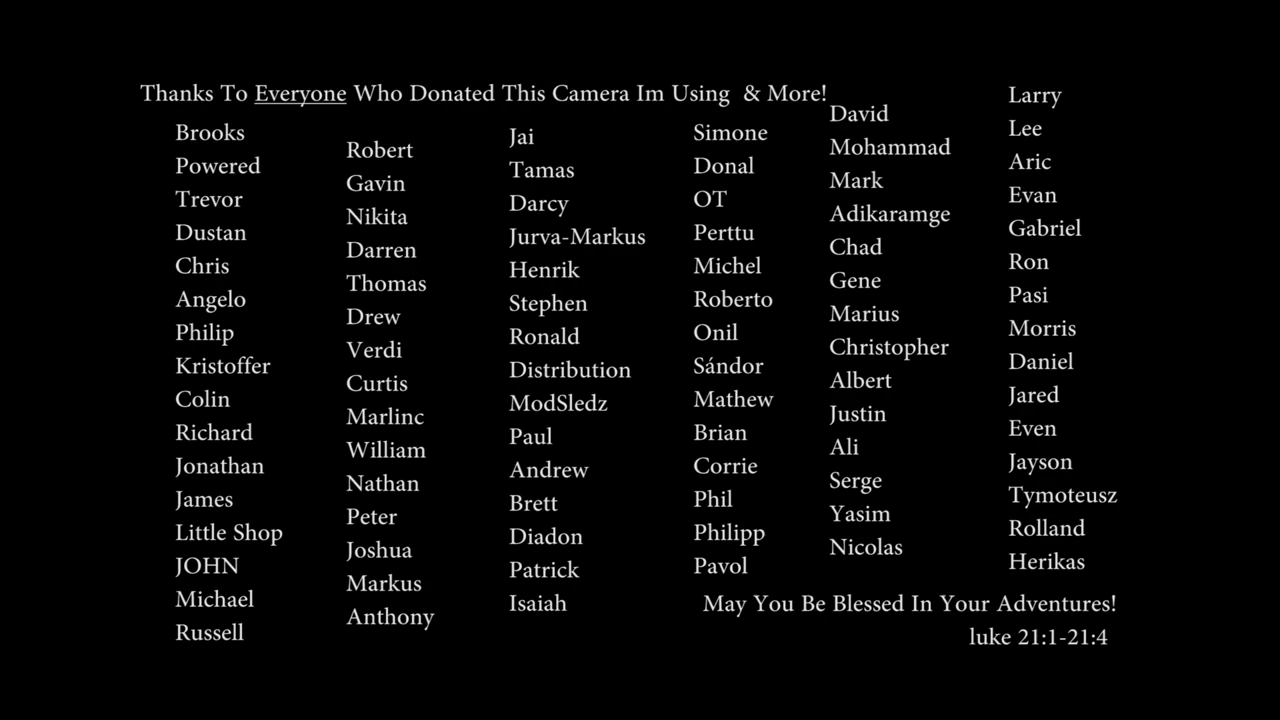 Thanks To Everyone Who Donated This Camera Im Using  & More!
Brooks
Powered
Trevor
Dustan
Chris
Angelo
Philip
Kristoffer
Colin
Richard
Jonathan
James
Little Shop
JOHN
Michael
Russell
Robert
Gavin
Nikita
Darren
Thomas
Drew
Verdi
Curtis
Marlinc
William
Nathan
Peter
Joshua
Markus
Anthony
Jai
Tamas
Darcy
Jurva-Markus
Henrik
Stephen
Ronald
Distribution
ModSledz
Paul
Andrew
Brett
Diadon
Patrick
Isaiah
Simone
Donal
OT
Perttu
Michel
Roberto
Onil
Sándor
Mathew
Brian
Corrie
Phil
Philipp
Pavol
David
Mohammad
Mark
Adikaramge
Chad
Gene
Marius
Christopher
Albert
Justin
Ali
Serge
Yasim
Nicolas
Larry
Lee
Aric
Evan
Gabriel
Ron
Pasi
Morris
Daniel
Jared
Even
Jayson
Tymoteusz
Rolland
Herikas
May You Be Blessed In Your Adventures!
luke 21:1-21:4